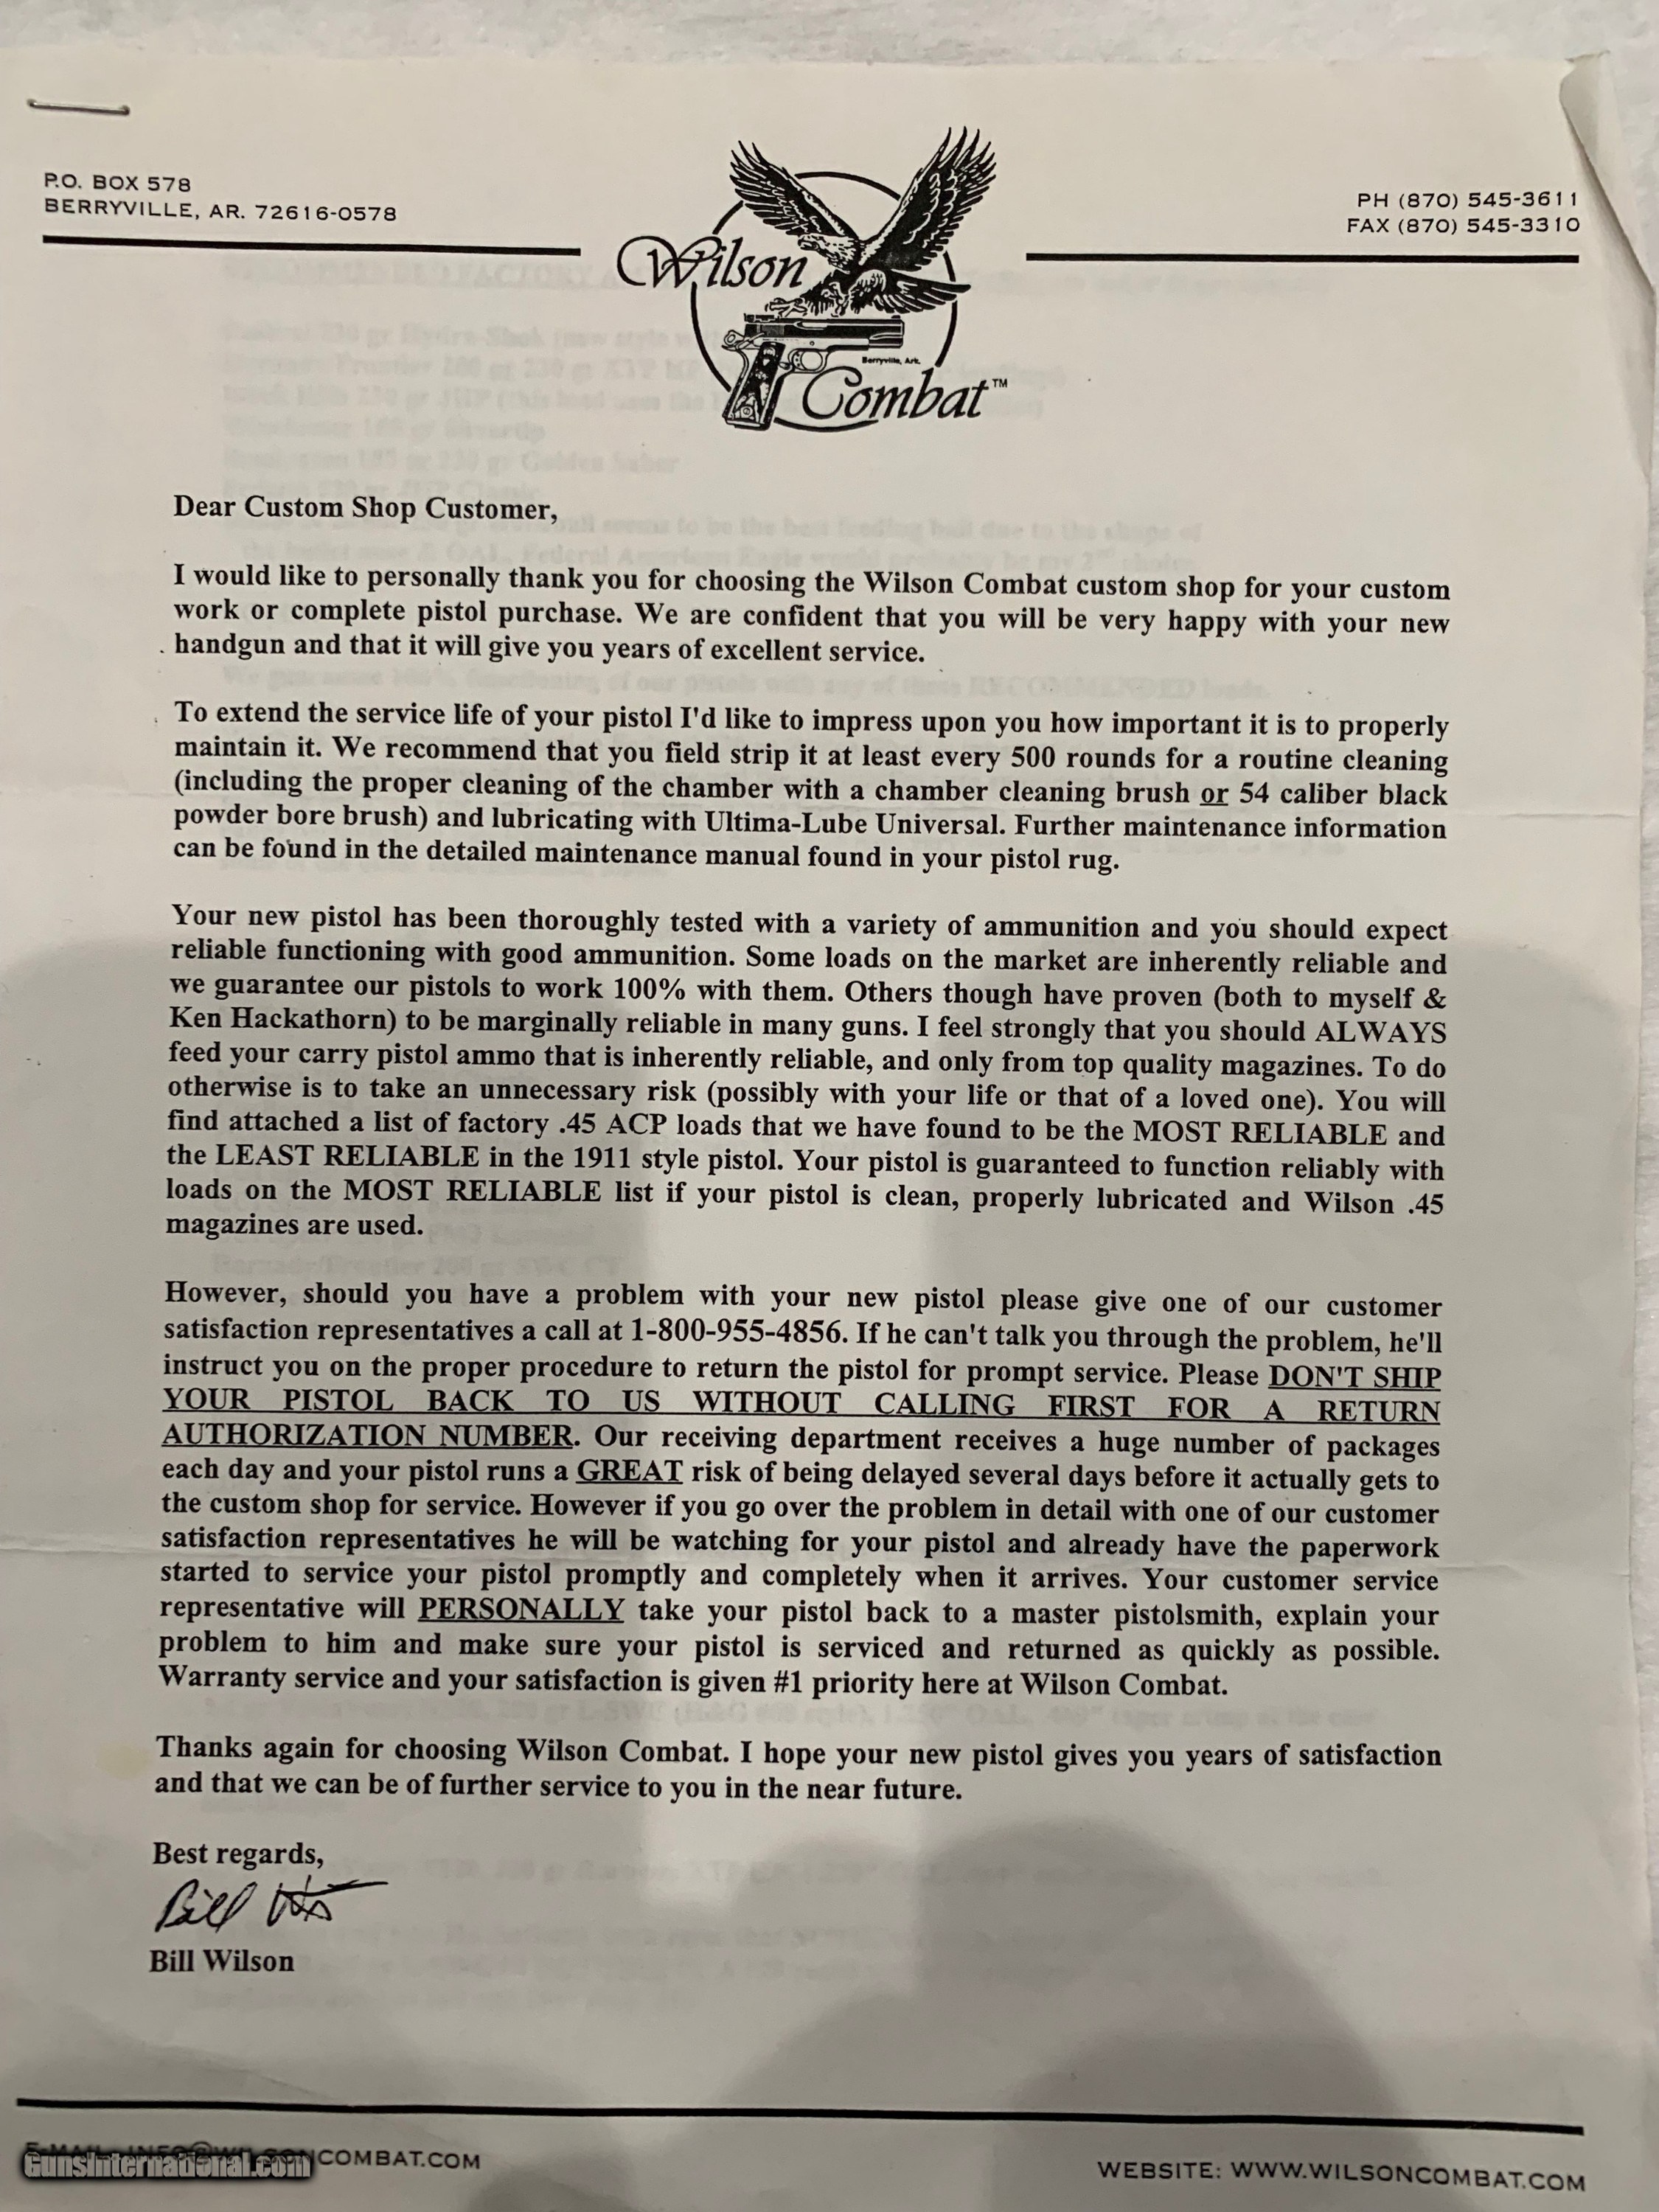 P.O. BOX 578
BERRYVILLE, AR. 72616-0578
PH (870) 545-3611
FAX (870) 545-3310
Wilson
Berryville, Ark.
Combat™
Dear Custom Shop Customer,
I would like to personally thank you for choosing the Wilson Combat custom shop for your custom
work or complete pistol purchase. We are confident that you will be very happy with your new
handgun and that it will give you years of excellent service.
To extend the service life of your pistol I'd like to impress upon you how important it is to properly
maintain it. We recommend that you field strip it at least every 500 rounds for a routine cleaning
(including the proper cleaning of the chamber with a chamber cleaning brush or 54 caliber black
powder bore brush) and lubricating with Ultima-Lube Universal. Further maintenance information
can be found in the detailed maintenance manual found in your pistol rug.
Your new pistol has been thoroughly tested with a variety of ammunition and you should expect
reliable functioning with good ammunition. Some loads on the market are inherently reliable and
we guarantee our pistols to work 100% with them. Others though have proven (both to myself &
Ken Hackathorn) to be marginally reliable in many guns. I feel strongly that you should ALWAYS
feed your carry pistol ammo that is inherently reliable, and only from top quality magazines. To do
otherwise is to take an unnecessary risk (possibly with your life or that of a loved one). You will
find attached a list of factory .45 ACP loads that we have found to be the MOST RELIABLE and
the LEAST RELIABLE in the 1911 style pistol. Your pistol is guaranteed to function reliably with
loads on the MOST RELIABLE list if your pistol is clean, properly lubricated and Wilson .45
magazines are used.
However, should you have a problem with your new pistol please give one of our customer
satisfaction representatives a call at 1-800-955-4856. If he can't talk you through the problem, he'll
instruct you on the proper procedure to return the pistol for prompt service. Please DON'T SHIP
YOUR PISTOL BACK TO US WITHOUT CALLING FIRST FOR A RETURN
AUTHORIZATION NUMBER. Our receiving department receives a huge number of packages
each day and your pistol runs a GREAT risk of being delayed several days before it actually gets to
the custom shop for service. However if you go over the problem in detail with one of our customer
satisfaction representatives he will be watching for your pistol and already have the paperwork
started to service your pistol promptly and completely when it arrives. Your customer service
representative will PERSONALLY take your pistol back to a master pistolsmith, explain your
problem to him and make sure your pistol is serviced and returned as quickly as possible.
Warranty service and your satisfaction is given #1 priority here at Wilson Combat.
Thanks again for choosing Wilson Combat. I hope your new pistol gives you years of satisfaction
and that we can be of further service to you in the near future.
Best regards,
Bill
Bill Wilson
E-MAIL: INFO@WILSONCOMBAT.COM
GunsInternational.com
WEBSITE: WWW.WILSONCOMBAT.COM